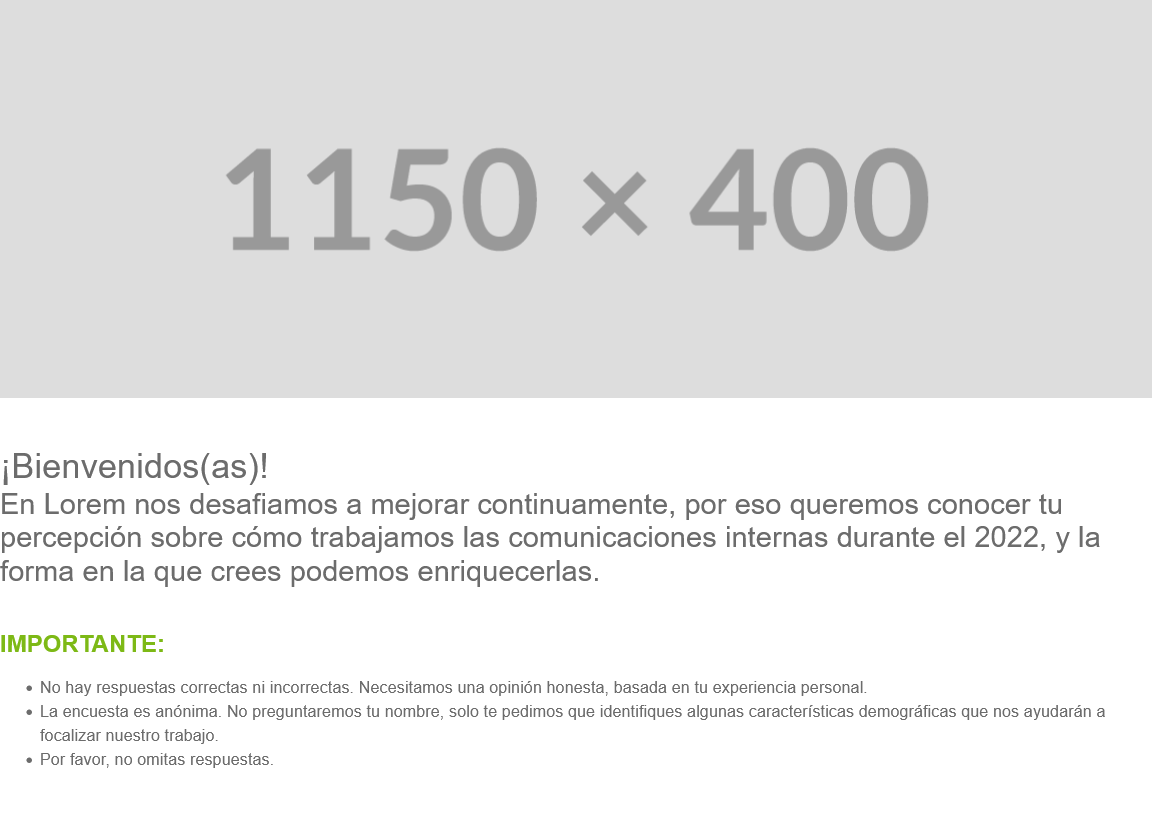 1150 × 400
¡Bienvenidos(as)!
En Lorem nos desafiamos a mejorar continuamente, por eso queremos conocer tu
percepción sobre cómo trabajamos las comunicaciones internas durante el 2022, y la
forma en la que crees podemos enriquecerlas.
IMPORTANTE:
• No hay respuestas correctas ni incorrectas. Necesitamos una opinión honesta, basada en tu experiencia personal.
• La encuesta es anónima. No preguntaremos tu nombre, solo te pedimos que identifiques algunas características demográficas que nos ayudarán a
focalizar nuestro trabajo.
• Por favor, no omitas respuestas.